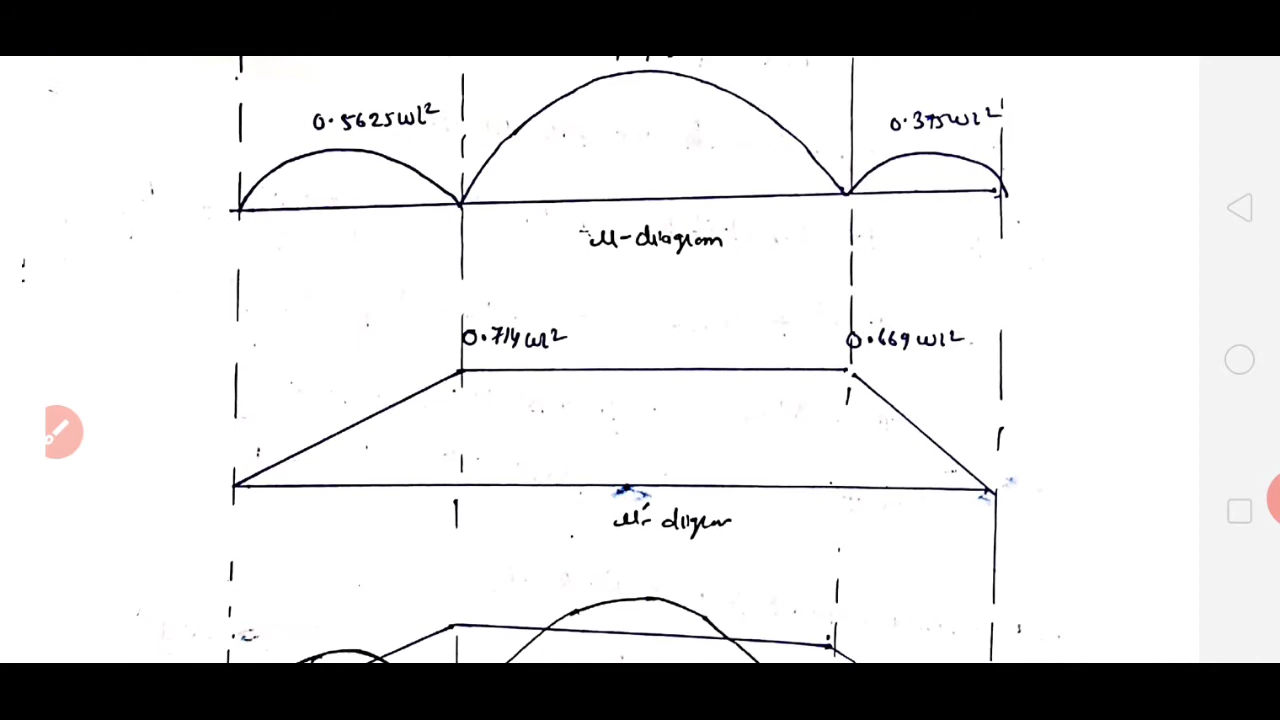 0.5625wl²
0.375wl²
M-diagram
0.714wl²
0.669wl²
M'- diagram